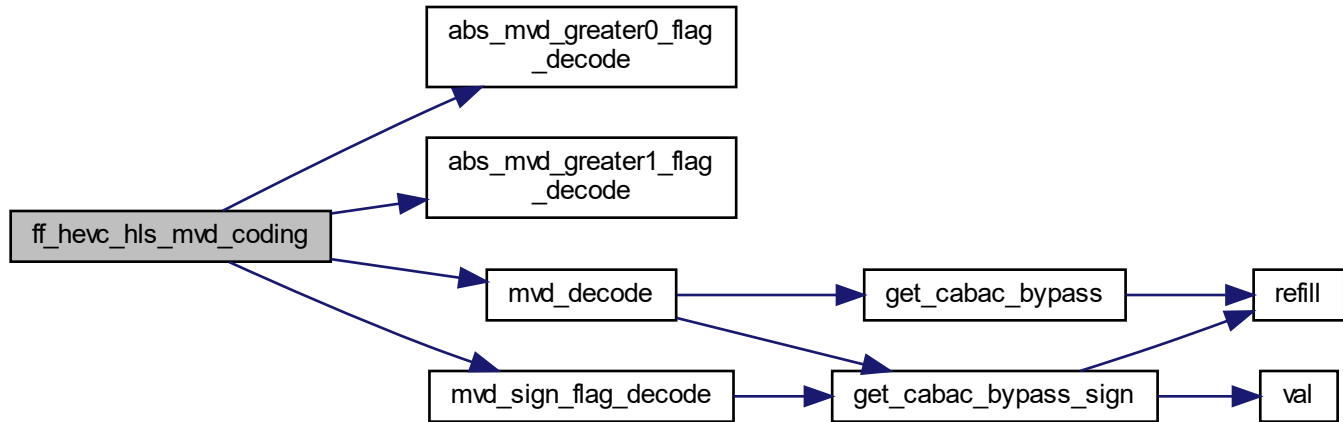 abs_mvd_greater0_flag
_decode
abs_mvd_greater1_flag
_decode
ff_hevc_hls_mvd_coding
mvd_decode
get_cabac_bypass
refill
mvd_sign_flag_decode
get_cabac_bypass_sign
val